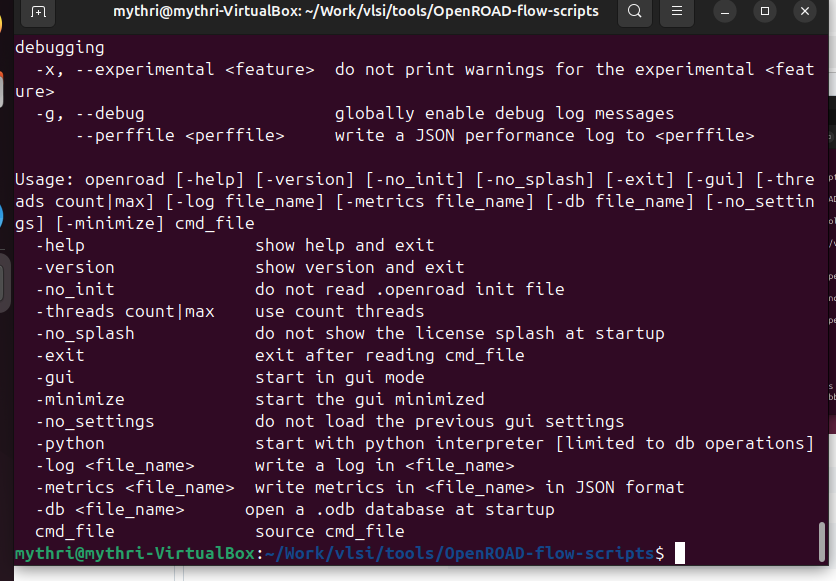 mythri@mythri-VirtualBox: ~/Work/vlsi/tools/OpenROAD-flow-scripts
debugging
  -x, --experimental <feature>  do not print warnings for the experimental <feat
ure>
  -g, --debug                   globally enable debug log messages
      --perffile <perffile>     write a JSON performance log to <perffile>

Usage: openroad [-help] [-version] [-no_init] [-no_splash] [-exit] [-gui] [-thre
ads count|max] [-log file_name] [-metrics file_name] [-db file_name] [-no_settin
gs] [-minimize] cmd_file
  -help                 show help and exit
  -version              show version and exit
  -no_init              do not read .openroad init file
  -threads count|max    use count threads
  -no_splash            do not show the license splash at startup
  -exit                 exit after reading cmd_file
  -gui                  start in gui mode
  -minimize             start the gui minimized
  -no_settings          do not load the previous gui settings
  -python               start with python interpreter [limited to db operations]
  -log <file_name>      write a log in <file_name>
  -metrics <file_name>  write metrics in <file_name> in JSON format
  -db <file_name>      open a .odb database at startup
  cmd_file              source cmd_file
mythri@mythri-VirtualBox:~/Work/vlsi/tools/OpenROAD-flow-scripts$